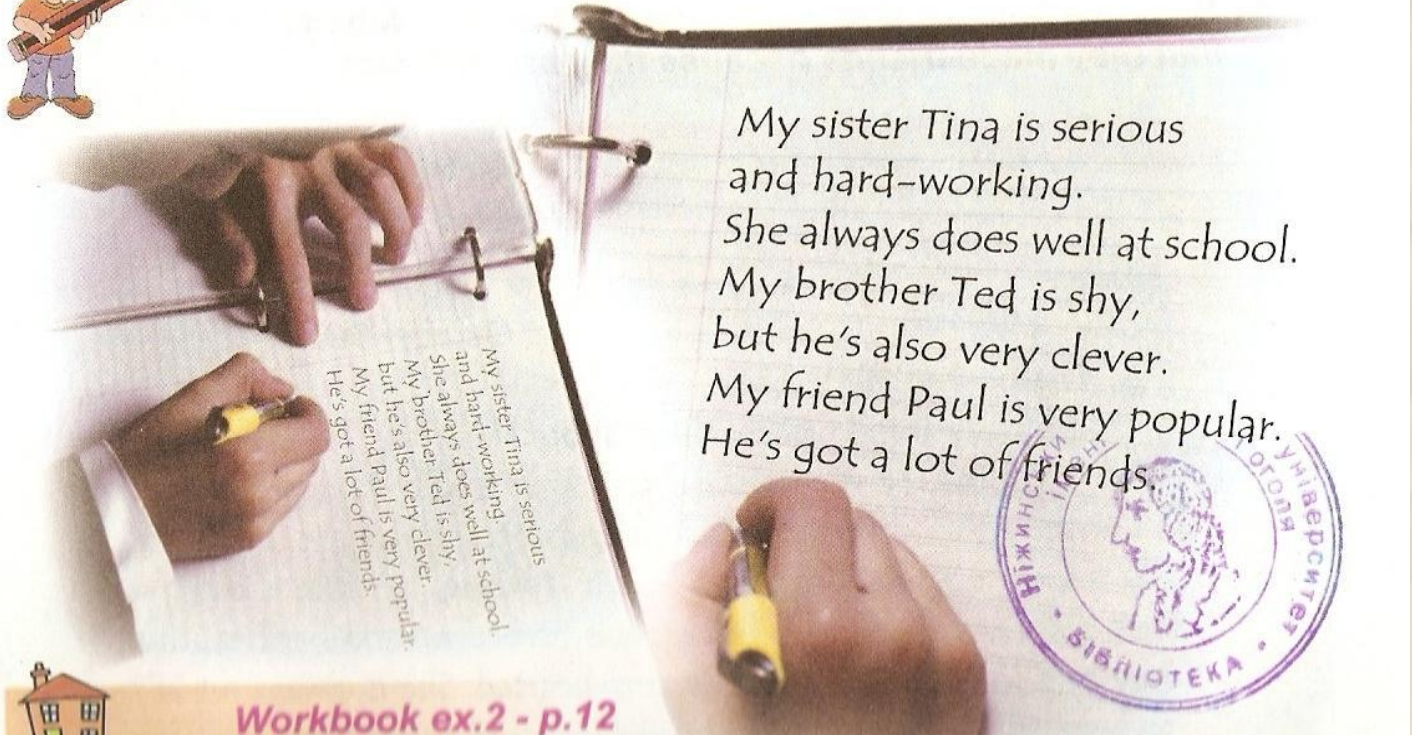 My sister Tina is serious
and hard-working.
She always does well at school.
My brother Ted is shy,
but he's also very clever.
My friend Paul is very popular.
He's got a lot of friends.
My sister Tina is serious
and hard-working.
She always does well at school.
My brother Ted is shy,
but he's also very clever.
My friend Paul is very popular.
He's got a lot of friends.
університет
БІБЛІОТЕКА
Workbook ex.2 - p.12